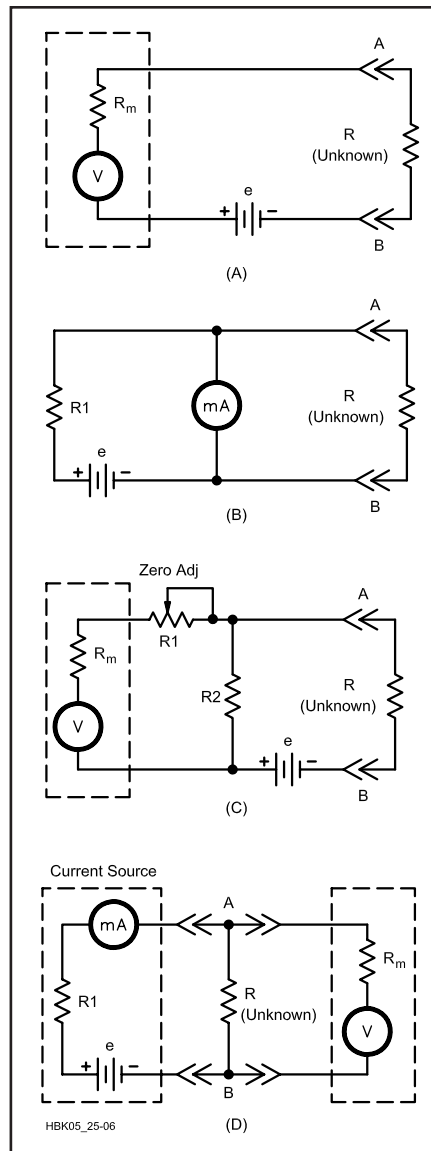 A
Rm
R
(Unknown)
V
e
+ −
B
(A)
A
R1
mA
R
(Unknown)
e
+ −
B
(B)
Zero Adj
A
R1
Rm
R2
R
(Unknown)
V
e
+ −
B
(C)
Current Source
A
mA
Rm
R1
R
(Unknown)
V
e
+ −
B
(D)
HBK05_25-06